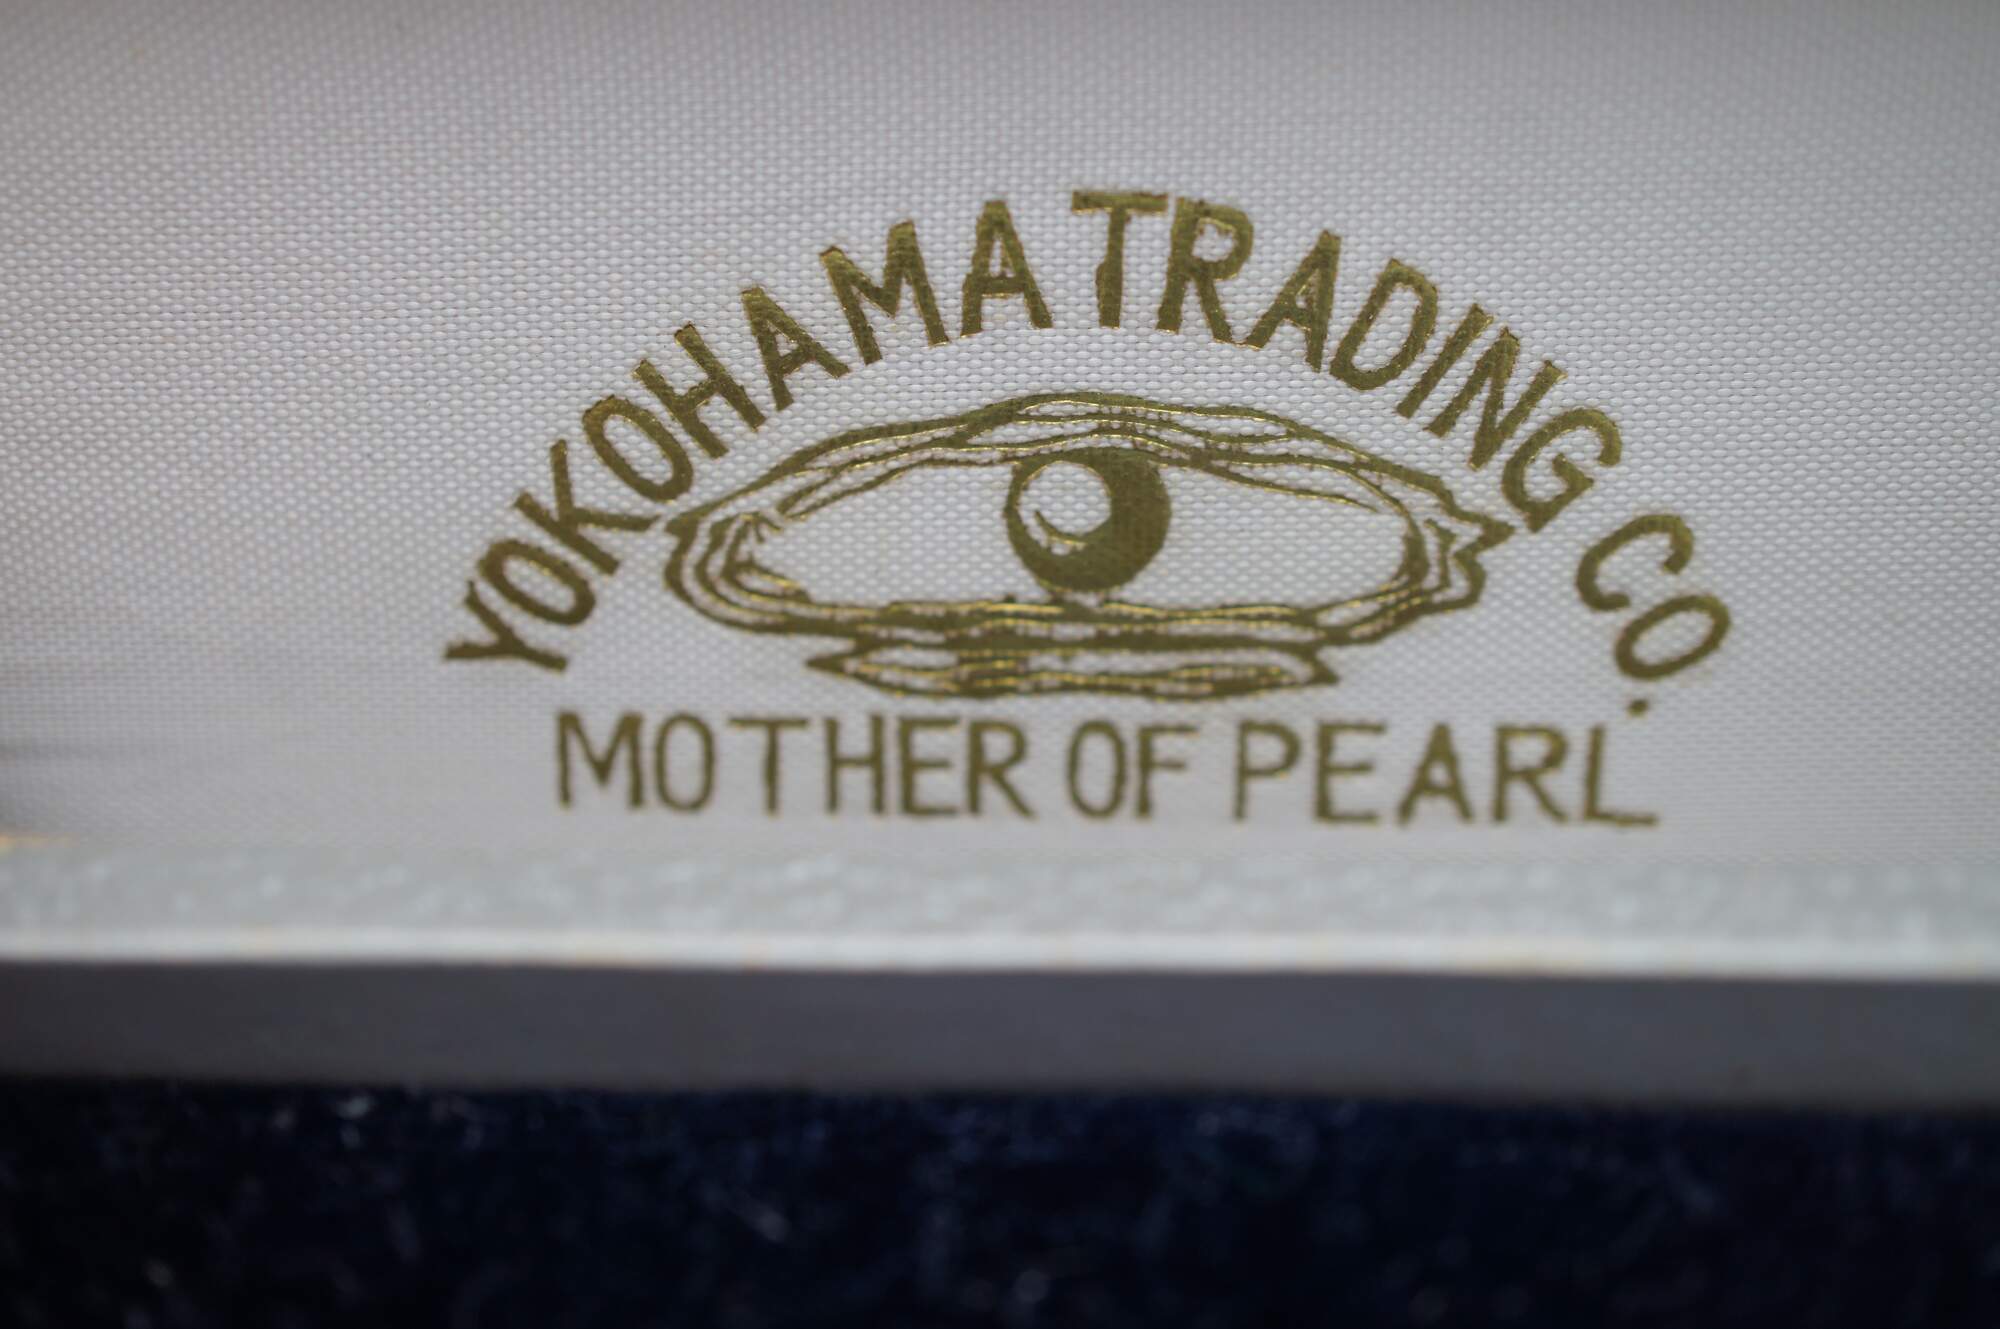 YOKOHAMA TRADING CO.
MOTHER OF PEARL